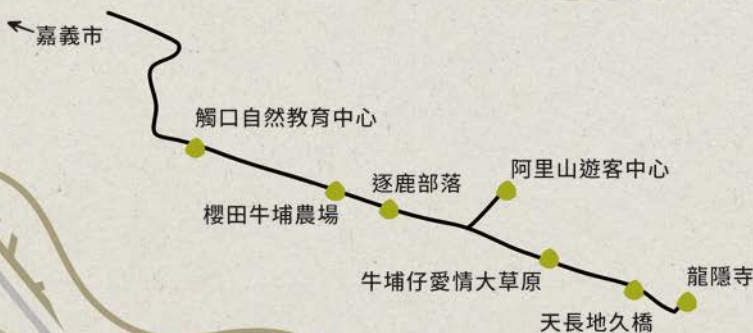 嘉義市
觸口自然教育中心
逐鹿部落
阿里山遊客中心
櫻田牛埔農場
牛埔仔愛情大草原
龍隱寺
天長地久橋